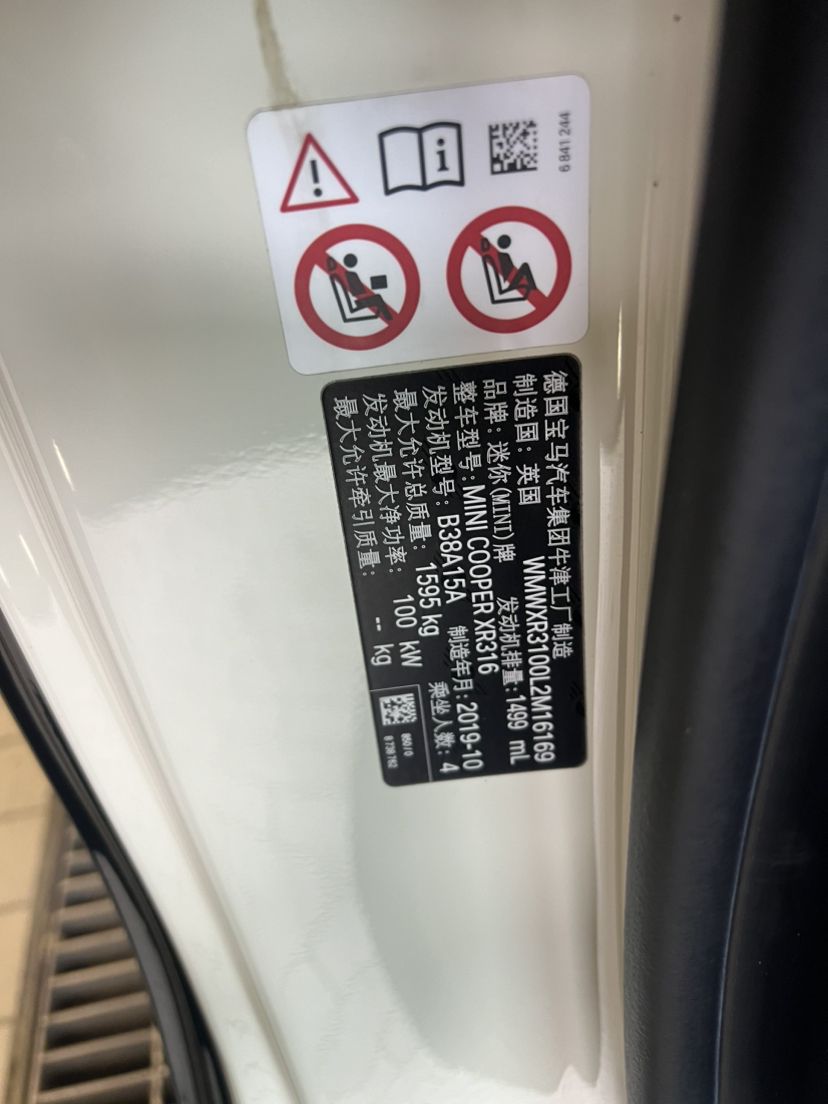 6 841 244
i
德国宝马汽车集团牛津工厂制造
制造国：英国 WMWXR3100L2M16169
品牌：迷你(MINI)牌 发动机排量：1499 mL
整车型号：MINI COOPER XR316
发动机型号：B38A15A 制造年月：2019-10
最大允许总质量：1595 kg 乘坐人数：4
发动机最大净功率：100 kW
最大允许牵引质量：-- kg